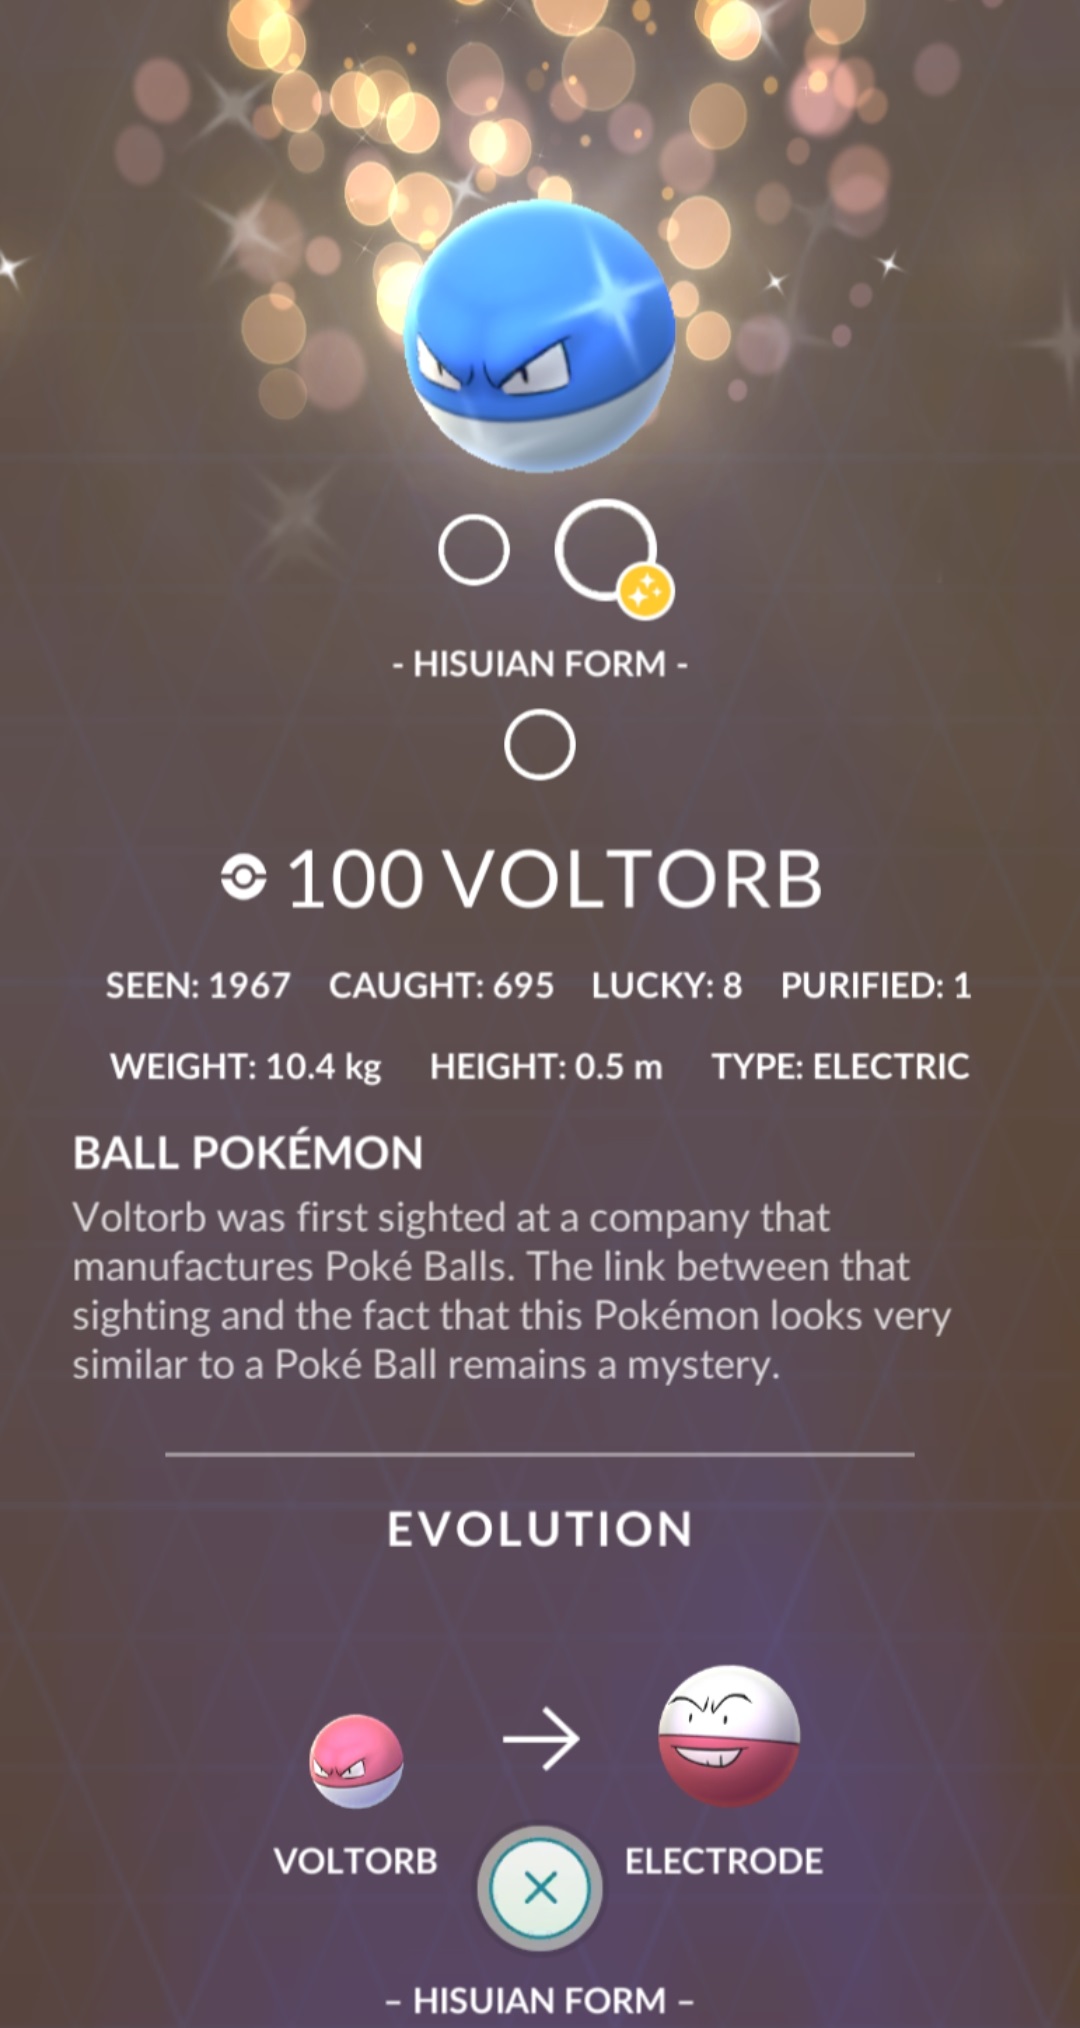 - HISUIAN FORM -
100 VOLTORB
SEEN: 1967 CAUGHT: 695 LUCKY: 8 PURIFIED: 1
WEIGHT: 10.4 kg HEIGHT: 0.5 m TYPE: ELECTRIC
BALL POKÉMON
Voltorb was first sighted at a company that
manufactures Poké Balls. The link between that
sighting and the fact that this Pokémon looks very
similar to a Poké Ball remains a mystery.
EVOLUTION
VOLTORB ELECTRODE
– HISUIAN FORM –